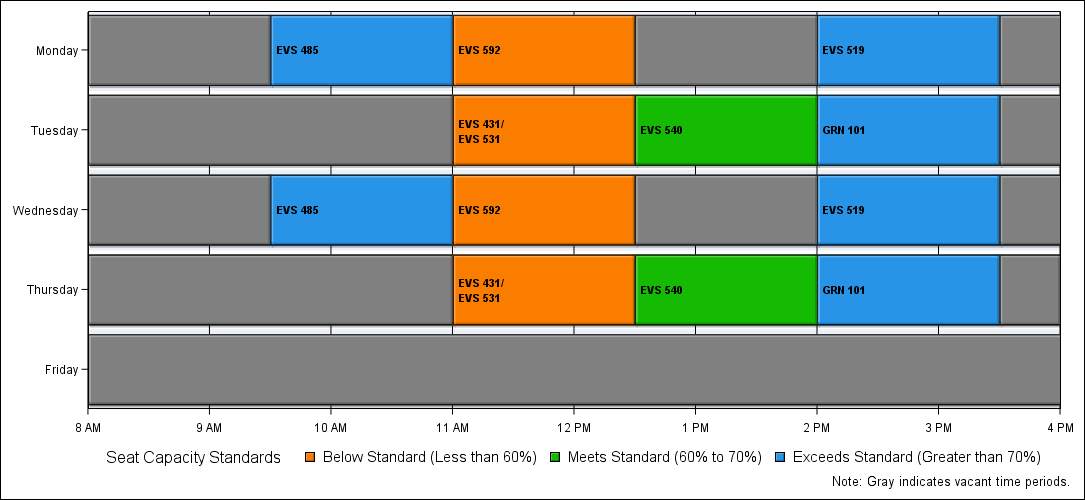 Monday
EVS 485
EVS 592
EVS 519
Tuesday
EVS 431/
EVS 531
EVS 540
GRN 101
Wednesday
EVS 485
EVS 592
EVS 519
Thursday
EVS 431/
EVS 531
EVS 540
GRN 101
Friday
8 AM 9 AM 10 AM 11 AM 12 PM 1 PM 2 PM 3 PM 4 PM
Seat Capacity Standards Below Standard (Less than 60%) Meets Standard (60% to 70%) Exceeds Standard (Greater than 70%)
Note: Gray indicates vacant time periods.